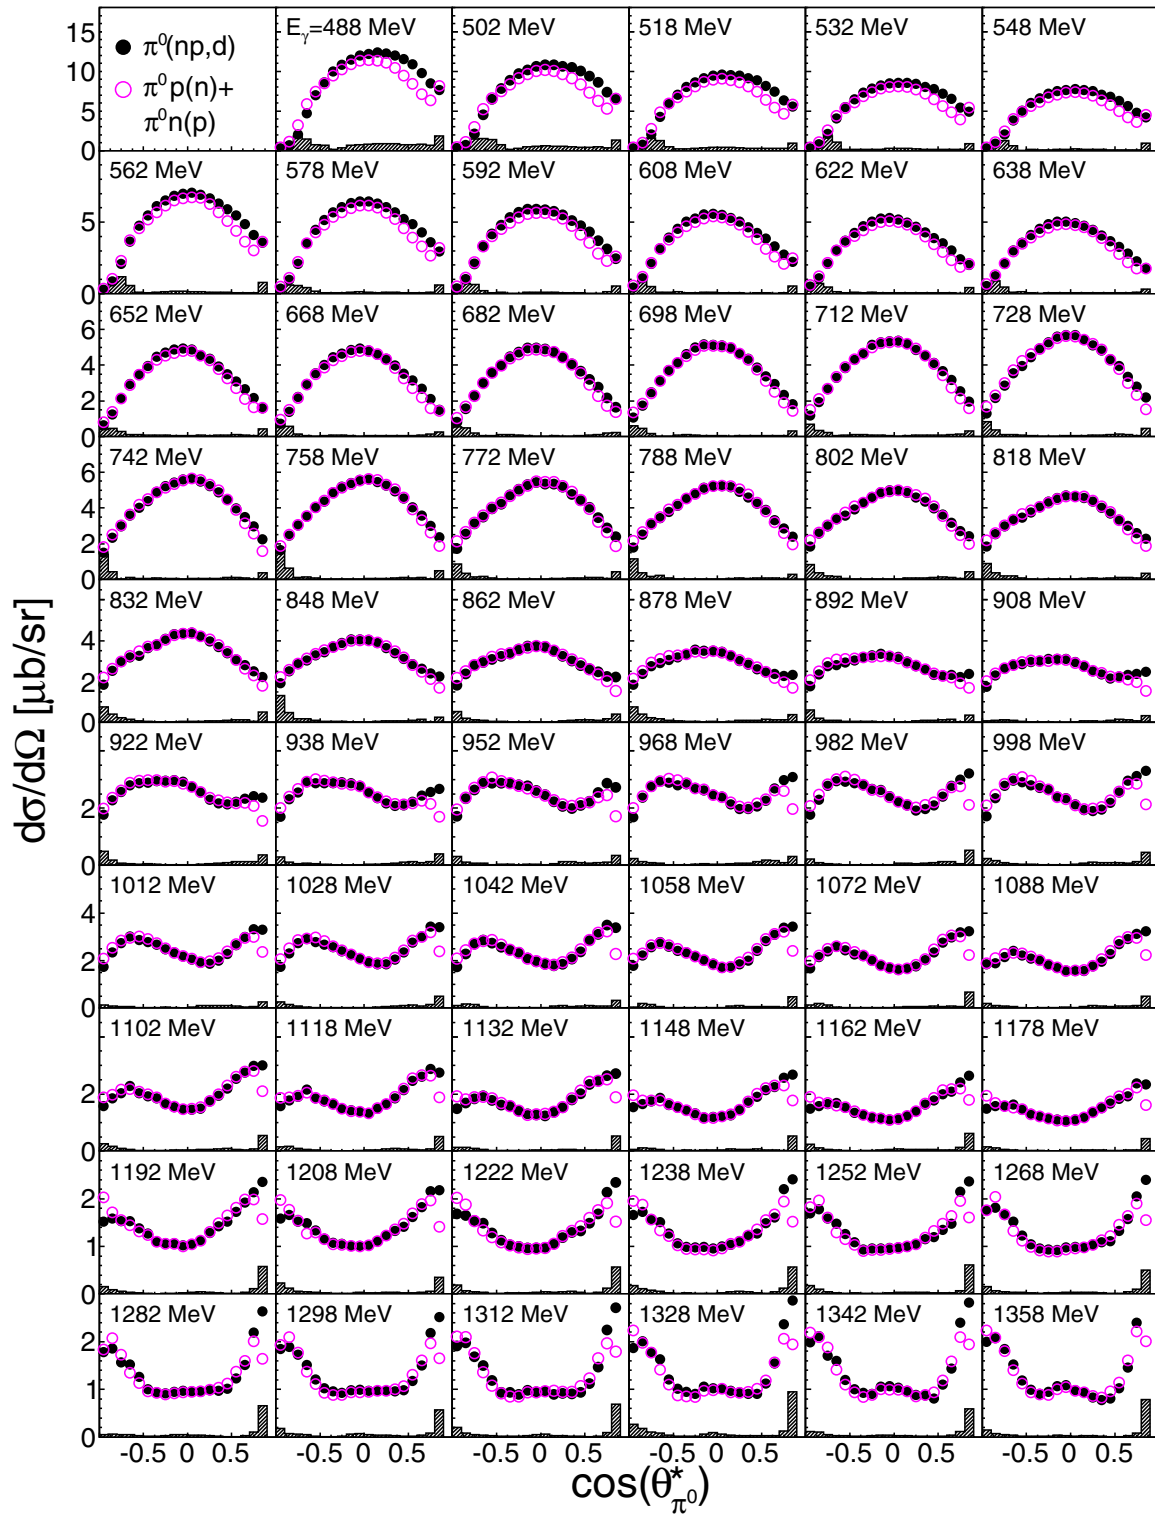 15
10
5
0
π⁰(np,d)
π⁰p(n)+
π⁰n(p)
Eγ=488 MeV
502 MeV
518 MeV
532 MeV
548 MeV
5
0
562 MeV
578 MeV
592 MeV
608 MeV
622 MeV
638 MeV
6
4
2
0
652 MeV
668 MeV
682 MeV
698 MeV
712 MeV
728 MeV
6
4
2
0
742 MeV
758 MeV
772 MeV
788 MeV
802 MeV
818 MeV
4
2
0
832 MeV
848 MeV
862 MeV
878 MeV
892 MeV
908 MeV
dσ/dΩ [μb/sr]
2
0
922 MeV
938 MeV
952 MeV
968 MeV
982 MeV
998 MeV
4
2
0
1012 MeV
1028 MeV
1042 MeV
1058 MeV
1072 MeV
1088 MeV
2
0
1102 MeV
1118 MeV
1132 MeV
1148 MeV
1162 MeV
1178 MeV
2
1
0
1192 MeV
1208 MeV
1222 MeV
1238 MeV
1252 MeV
1268 MeV
2
1
0
1282 MeV
1298 MeV
1312 MeV
1328 MeV
1342 MeV
1358 MeV
-0.5 0 0.5 -0.5 0 0.5 -0.5 0 0.5 -0.5 0 0.5 -0.5 0 0.5 -0.5 0 0.5
cos(θ*π⁰)